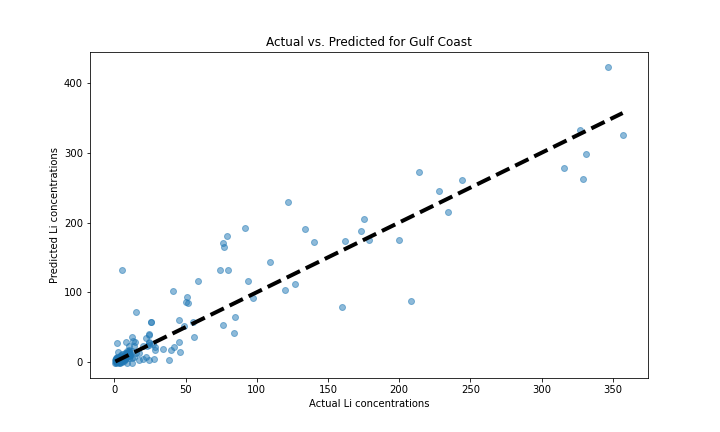 Actual vs. Predicted for Gulf Coast
Predicted Li concentrations
400
300
200
100
0
0 50 100 150 200 250 300 350
Actual Li concentrations